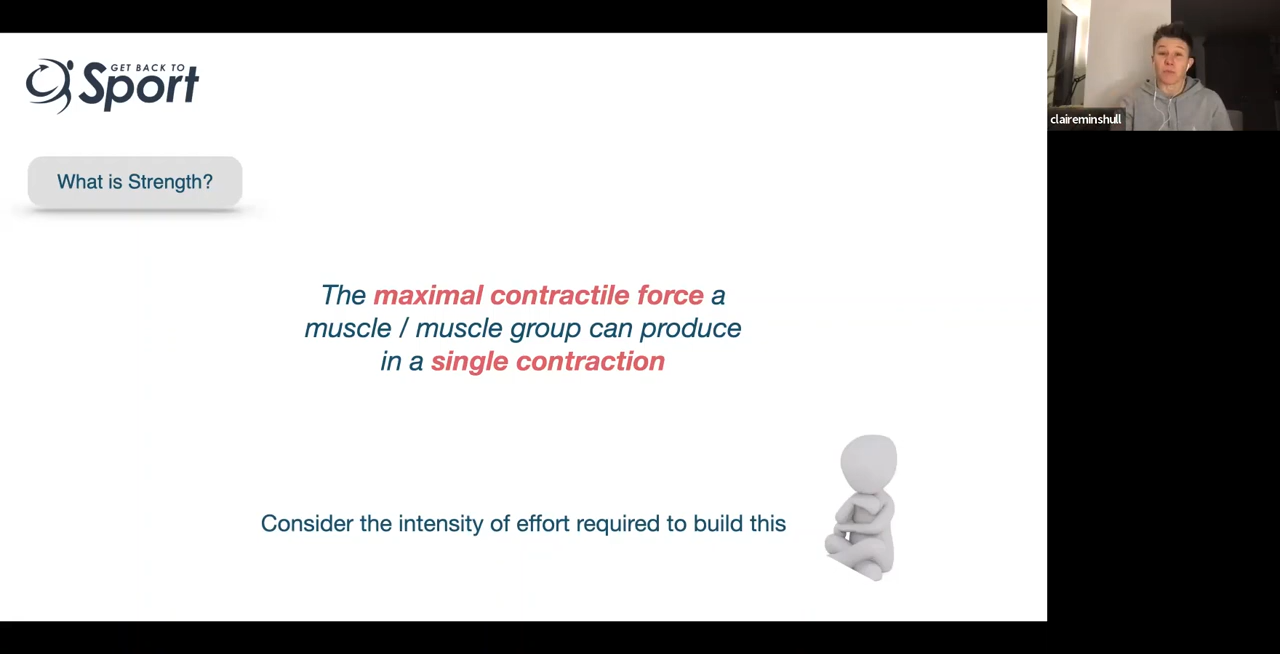 GET BACK TO
Sport
claireminshull
What is Strength?
The maximal contractile force a
muscle / muscle group can produce
in a single contraction
Consider the intensity of effort required to build this